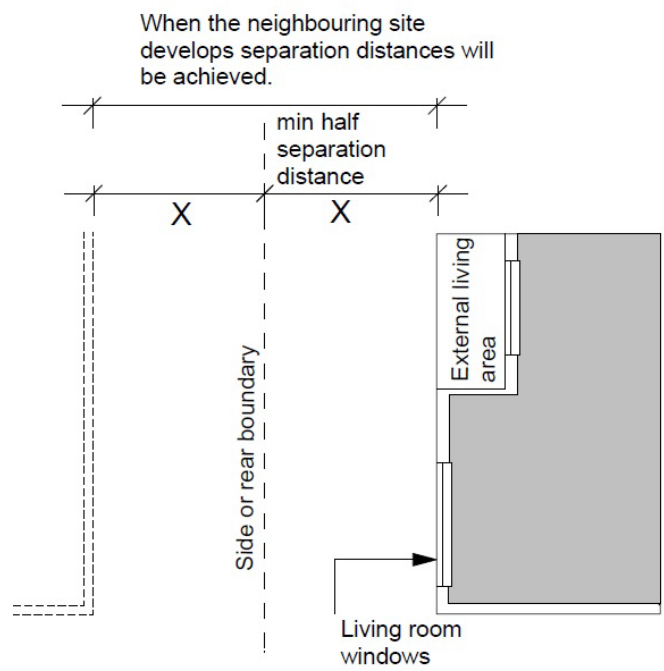 When the neighbouring site
develops separation distances will
be achieved.
min half
separation
distance
X
X
External living
area
Side or rear boundary
Living room
windows